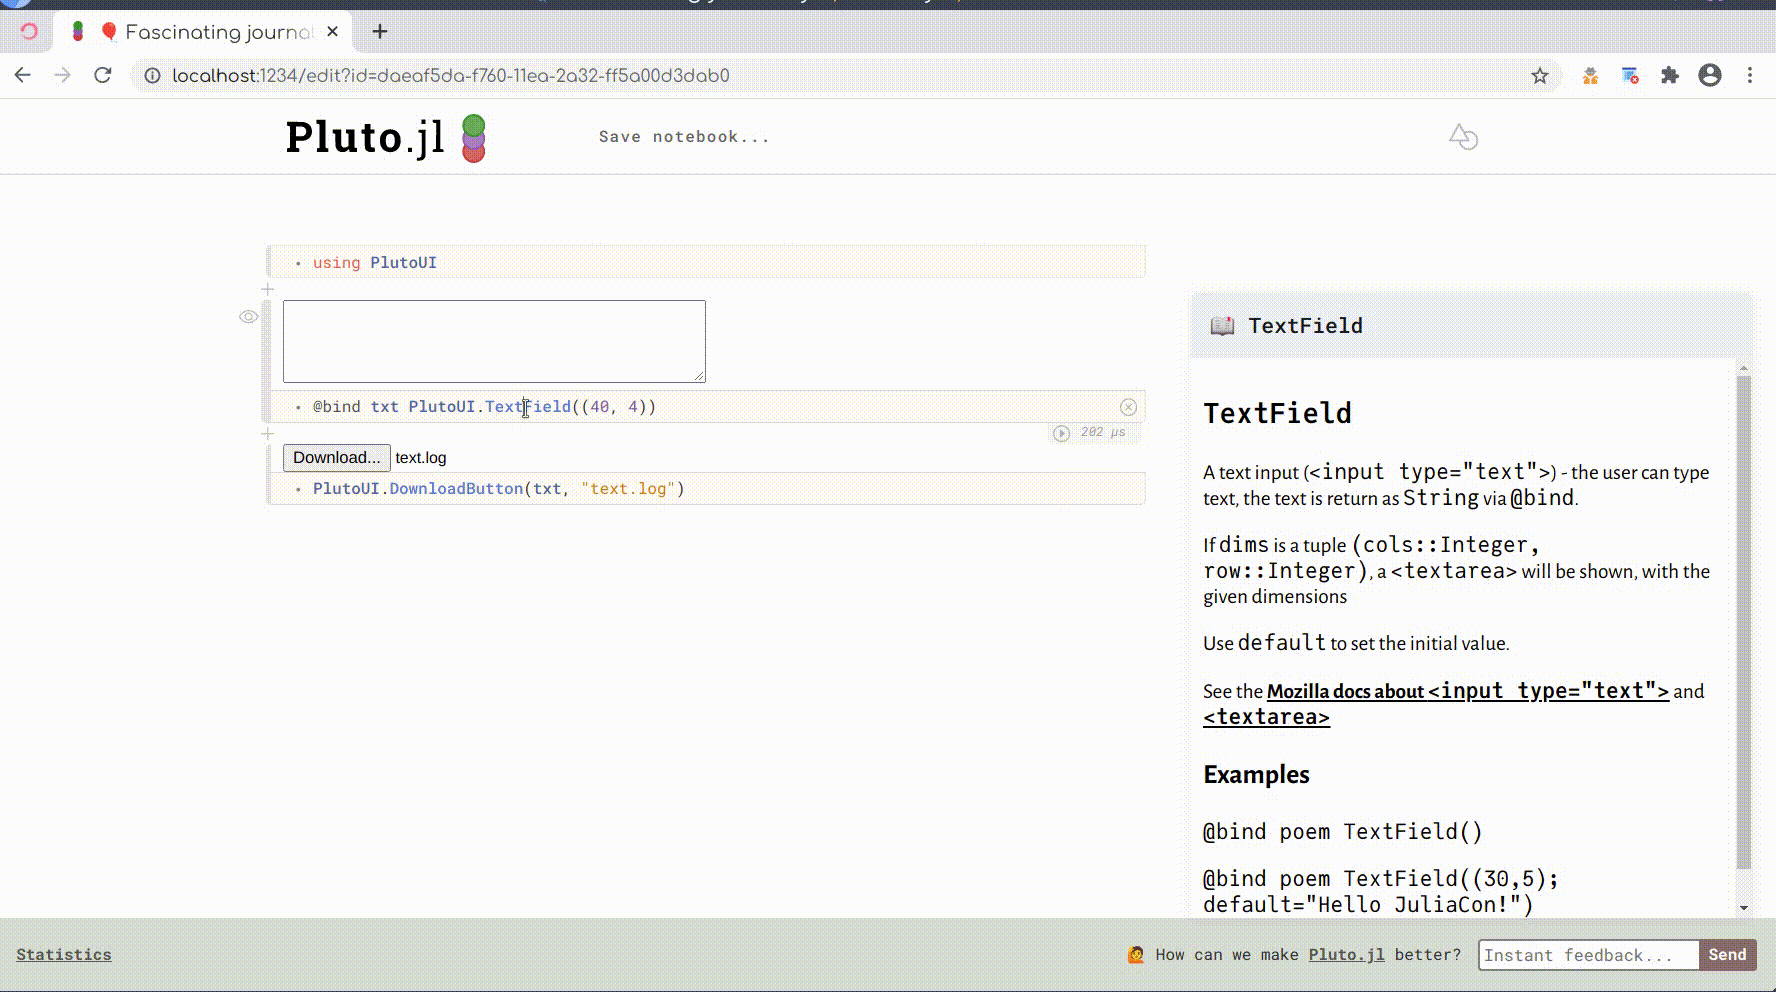 Fascinating journal
localhost:1234/edit?id=daeaf5da-f760-11ea-2a32-ff5a00d3dab0
Pluto.jl
Save notebook...
using PlutoUI
@bind txt PlutoUI.TextField((40, 4))
202 μs
Download... text.log
PlutoUI.DownloadButton(txt, "text.log")
TextField
TextField
A text input (<input type="text">) - the user can type
text, the text is return as String via @bind.
If dims is a tuple (cols::Integer,
row::Integer), a <textarea> will be shown, with the
given dimensions
Use default to set the initial value.
See the Mozilla docs about <input type="text"> and
<textarea>
Examples
@bind poem TextField()
@bind poem TextField((30,5);
default="Hello JuliaCon!")
Statistics
How can we make Pluto.jl better?
Instant feedback...
Send